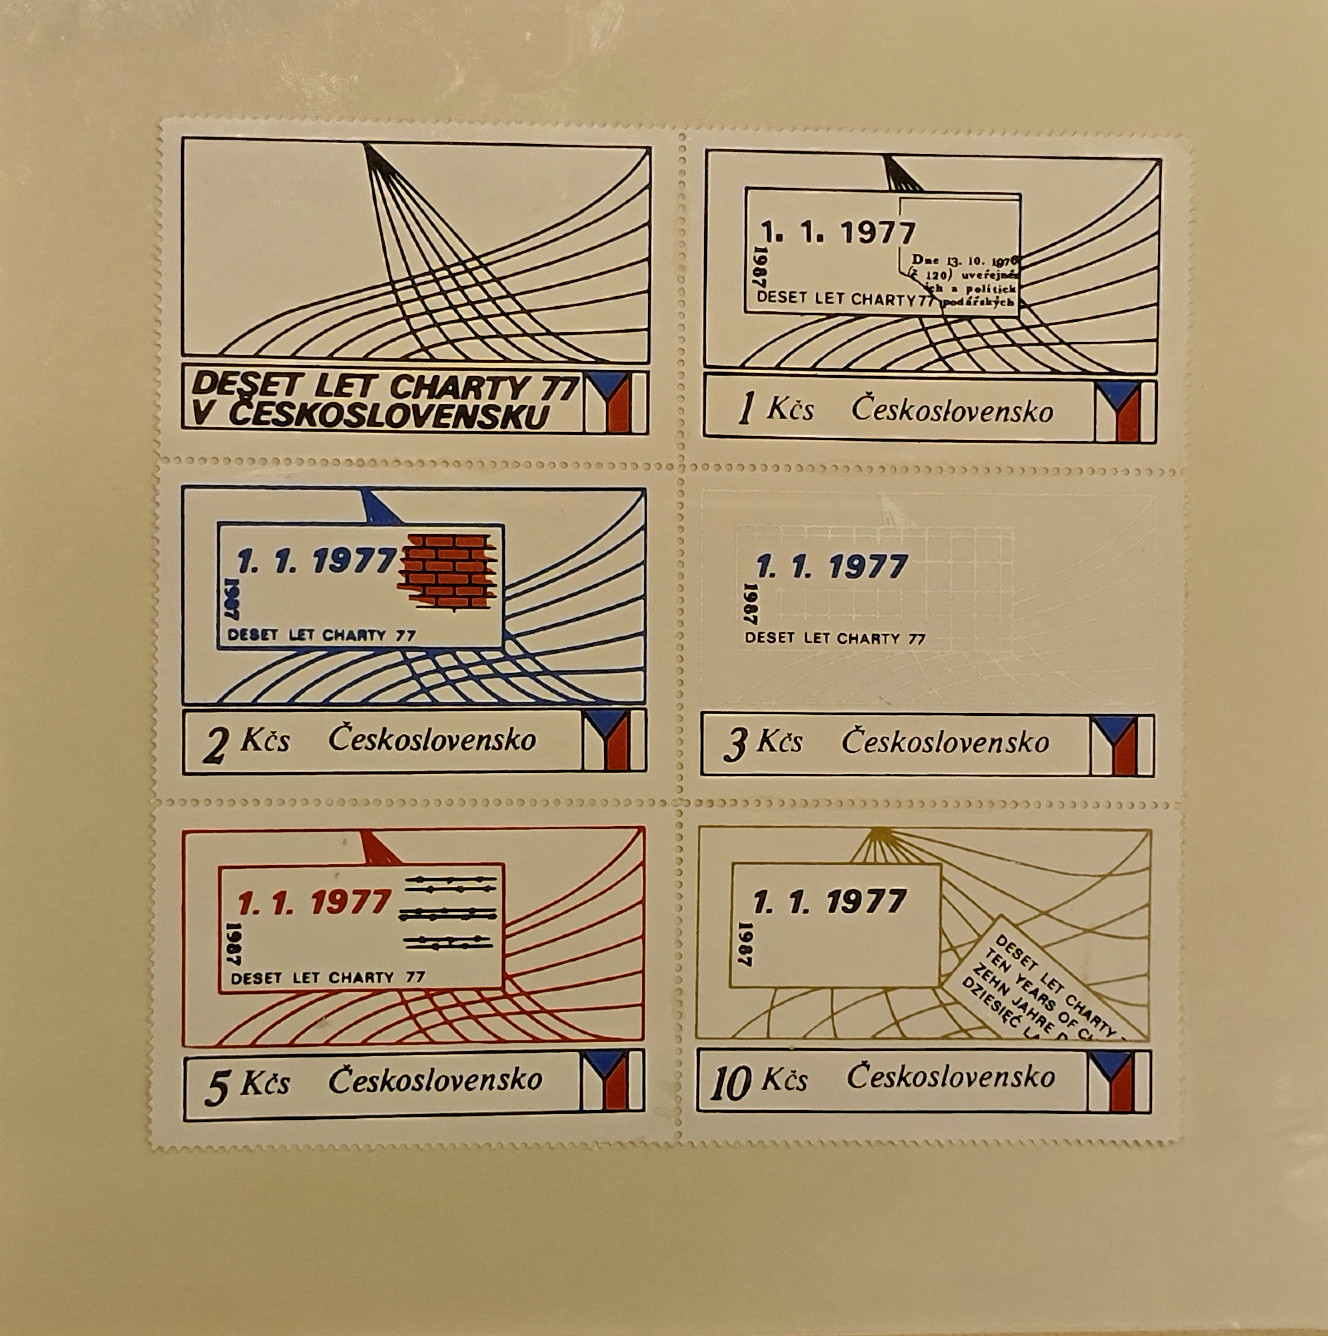 DESET LET CHARTY 77
V ČESKOSLOVENSKU
1. 1. 1977
1987
Dne 13. 10. 1976
(č 120) uveřejně
ich a politick
podářských
DESET LET CHARTY 77
1 Kčs Československo
1. 1. 1977
1987
DESET LET CHARTY 77
2 Kčs Československo
1. 1. 1977
1987
DESET LET CHARTY 77
3 Kčs Československo
1. 1. 1977
1987
DESET LET CHARTY 77
5 Kčs Československo
1. 1. 1977
1987
DESET LET CHARTY
TEN YEARS OF
ZEHN JAHRE
DZIESIĘĆ
10 Kčs Československo